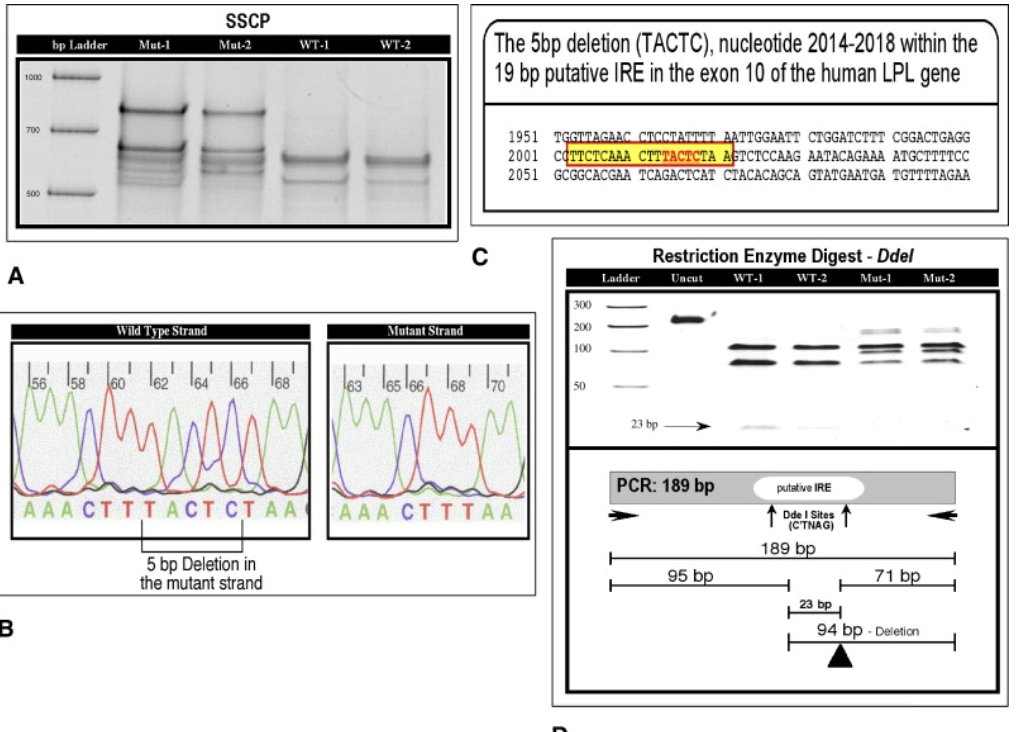 SSCP
bp Ladder Mut-1 Mut-2 WT-1 WT-2
1000
700
500
A
The 5bp deletion (TACTC), nucleotide 2014-2018 within the
19 bp putative IRE in the exon 10 of the human LPL gene
1951 TGGTTAGAAC CTCCTATTTT AATTGGAATT CTGGATCTTT CGGACTGAGG
2001 CCTTCTCAAA CTTTACTCTAA AGTCTCCAAG AATACAGAAA ATGCTTTTCC
2051 GCGGCACGAA TCAGACTCAT CTACACAGCA GTATGAATGA TGTTTTAGAA
C
Wild Type Strand
56 58 60 62 64 66 68
A A A C T T T A C T C T A A
5 bp Deletion in
the mutant strand
Mutant Strand
63 65 66 68 70
A A A C T T T A A
B
Restriction Enzyme Digest - DdeI
Ladder Uncut WT-1 WT-2 Mut-1 Mut-2
300
200
100
50
23 bp
PCR: 189 bp
putative IRE
Dde I Sites
(C'TNAG)
189 bp
95 bp 71 bp
23 bp
94 bp - Deletion